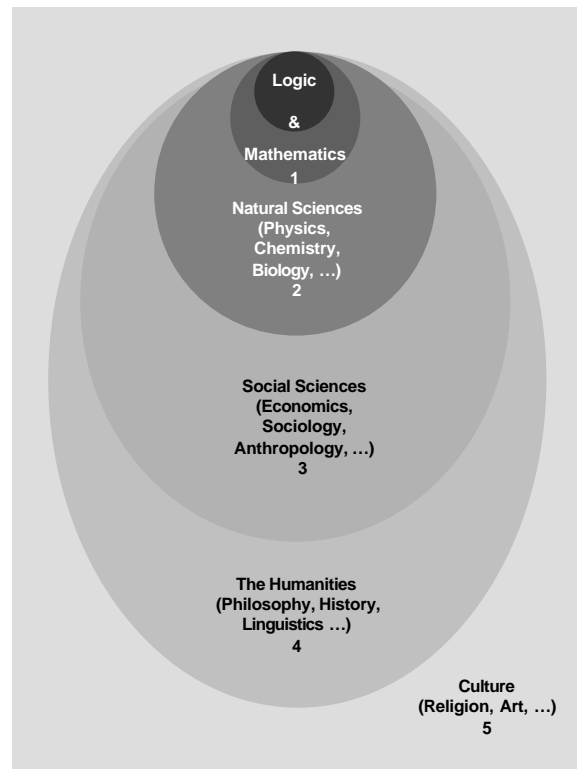 Logic
&
Mathematics
1
Natural Sciences
(Physics,
Chemistry,
Biology, …)
2
Social Sciences
(Economics,
Sociology,
Anthropology, …)
3
The Humanities
(Philosophy, History,
Linguistics …)
4
Culture
(Religion, Art, …)
5